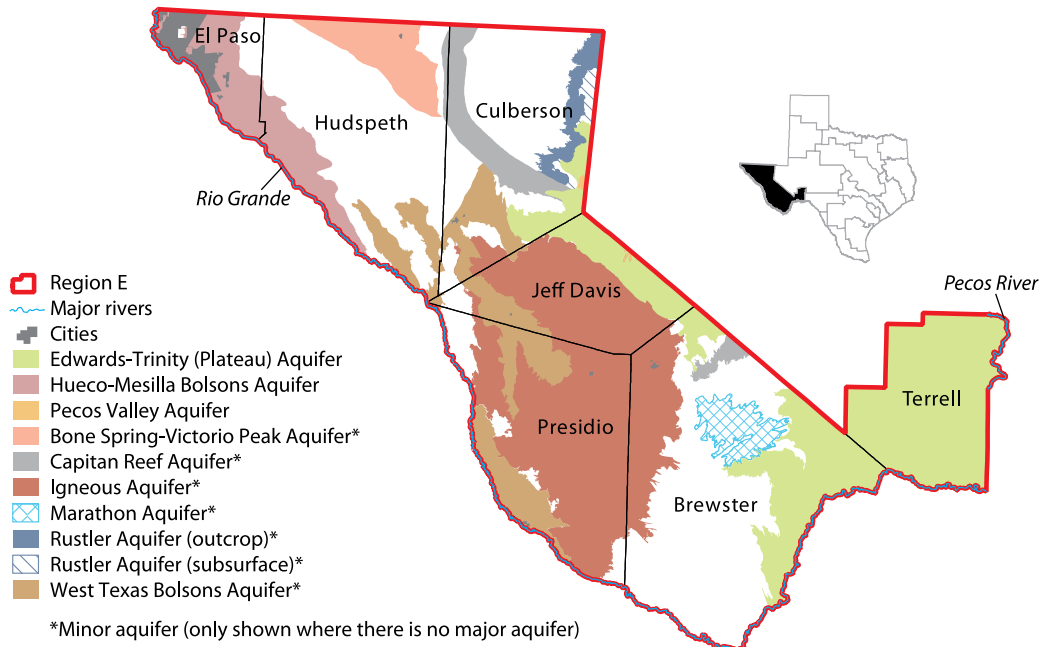 El Paso
Hudspeth
Culberson
Rio Grande
Jeff Davis
Pecos River
Terrell
Presidio
Brewster
Region E
Major rivers
Cities
Edwards-Trinity (Plateau) Aquifer
Hueco-Mesilla Bolsons Aquifer
Pecos Valley Aquifer
Bone Spring-Victorio Peak Aquifer*
Capitan Reef Aquifer*
Igneous Aquifer*
Marathon Aquifer*
Rustler Aquifer (outcrop)*
Rustler Aquifer (subsurface)*
West Texas Bolsons Aquifer*
*Minor aquifer (only shown where there is no major aquifer)